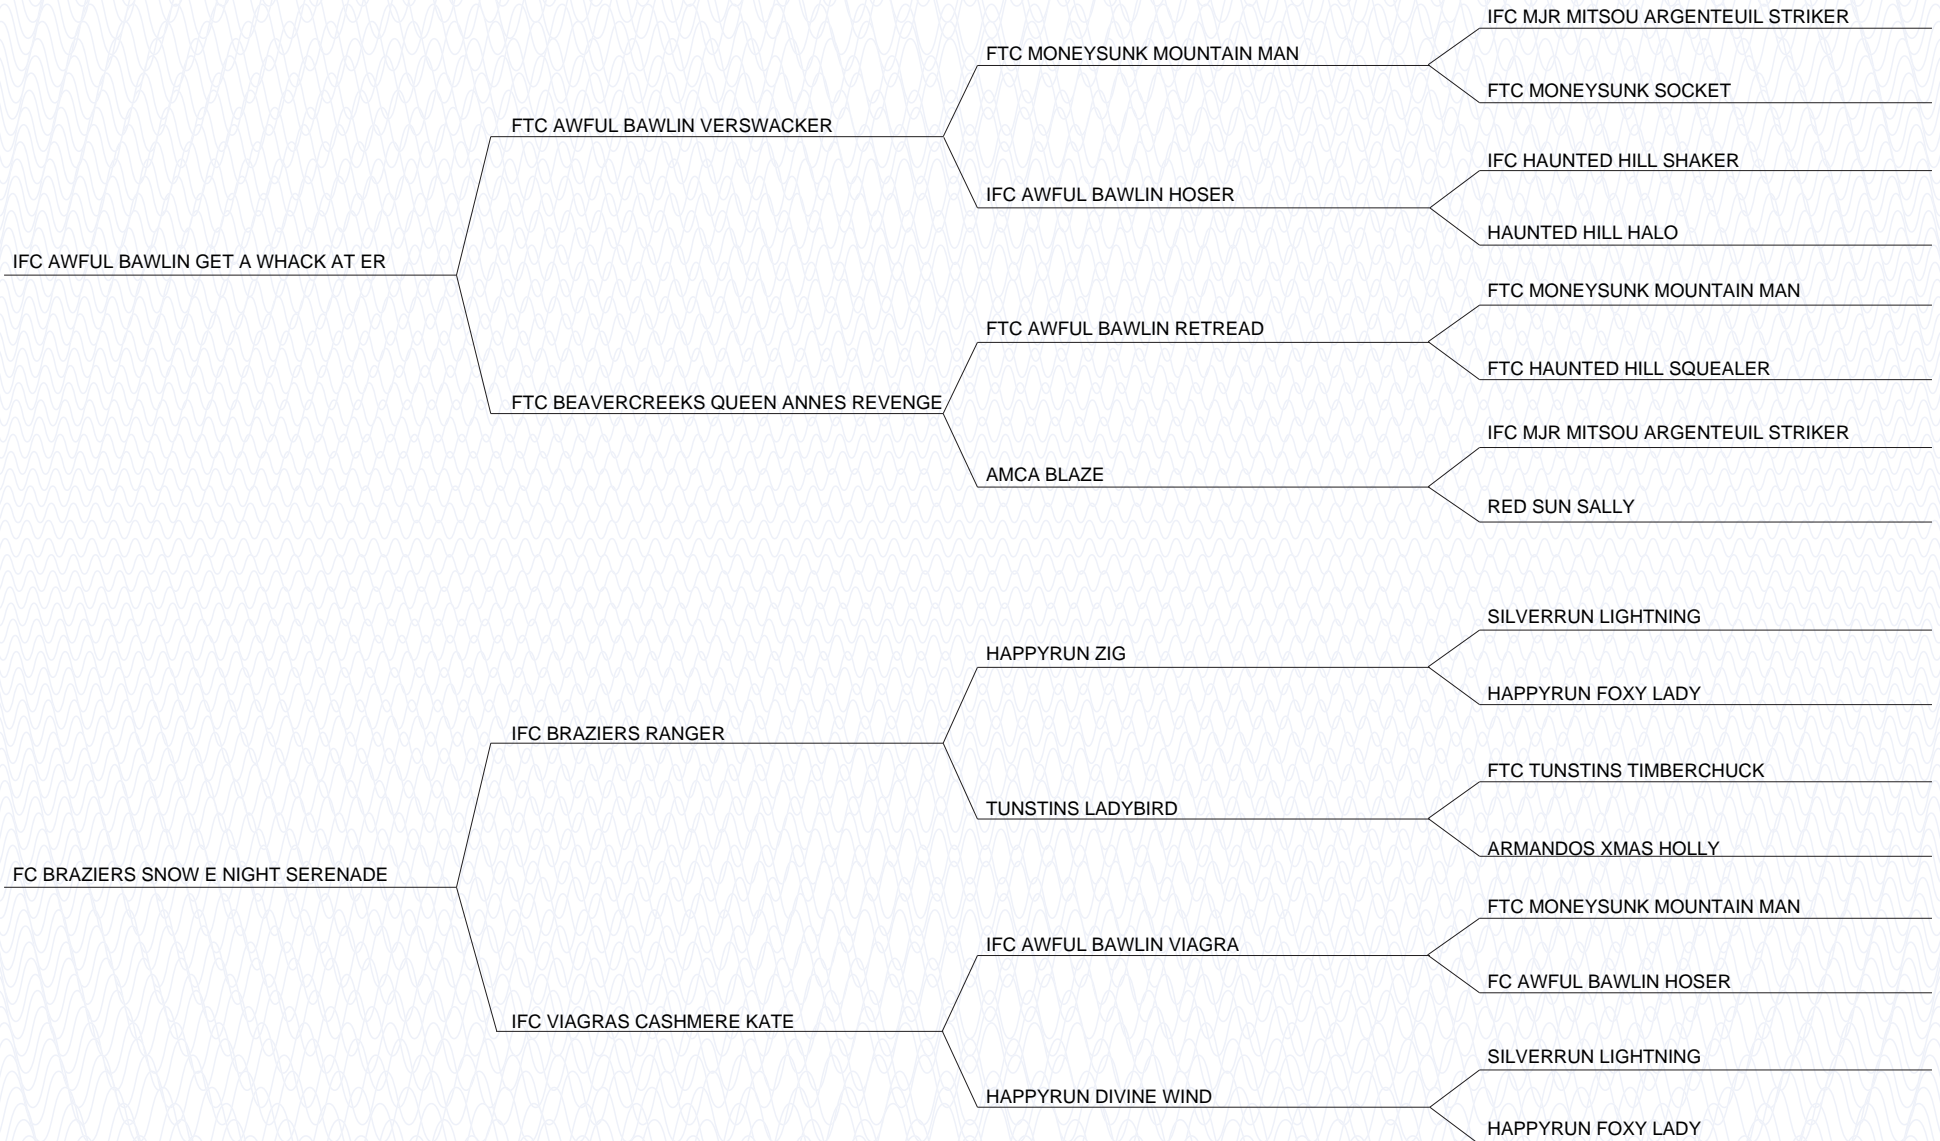 IFC MJR MITSOU ARGENTEUIL STRIKER
FTC MONEYSUNK MOUNTAIN MAN
FTC MONEYSUNK SOCKET
FTC AWFUL BAWLIN VERSWACKER
IFC HAUNTED HILL SHAKER
IFC AWFUL BAWLIN HOSER
HAUNTED HILL HALO
IFC AWFUL BAWLIN GET A WHACK AT ER
FTC MONEYSUNK MOUNTAIN MAN
FTC AWFUL BAWLIN RETREAD
FTC HAUNTED HILL SQUEALER
FTC BEAVERCREEKS QUEEN ANNES REVENGE
IFC MJR MITSOU ARGENTEUIL STRIKER
AMCA BLAZE
RED SUN SALLY
SILVERRUN LIGHTNING
HAPPYRUN ZIG
HAPPYRUN FOXY LADY
IFC BRAZIERS RANGER
FTC TUNSTINS TIMBERCHUCK
TUNSTINS LADYBIRD
ARMANDOS XMAS HOLLY
FC BRAZIERS SNOW E NIGHT SERENADE
FTC MONEYSUNK MOUNTAIN MAN
IFC AWFUL BAWLIN VIAGRA
FC AWFUL BAWLIN HOSER
IFC VIAGRAS CASHMERE KATE
SILVERRUN LIGHTNING
HAPPYRUN DIVINE WIND
HAPPYRUN FOXY LADY